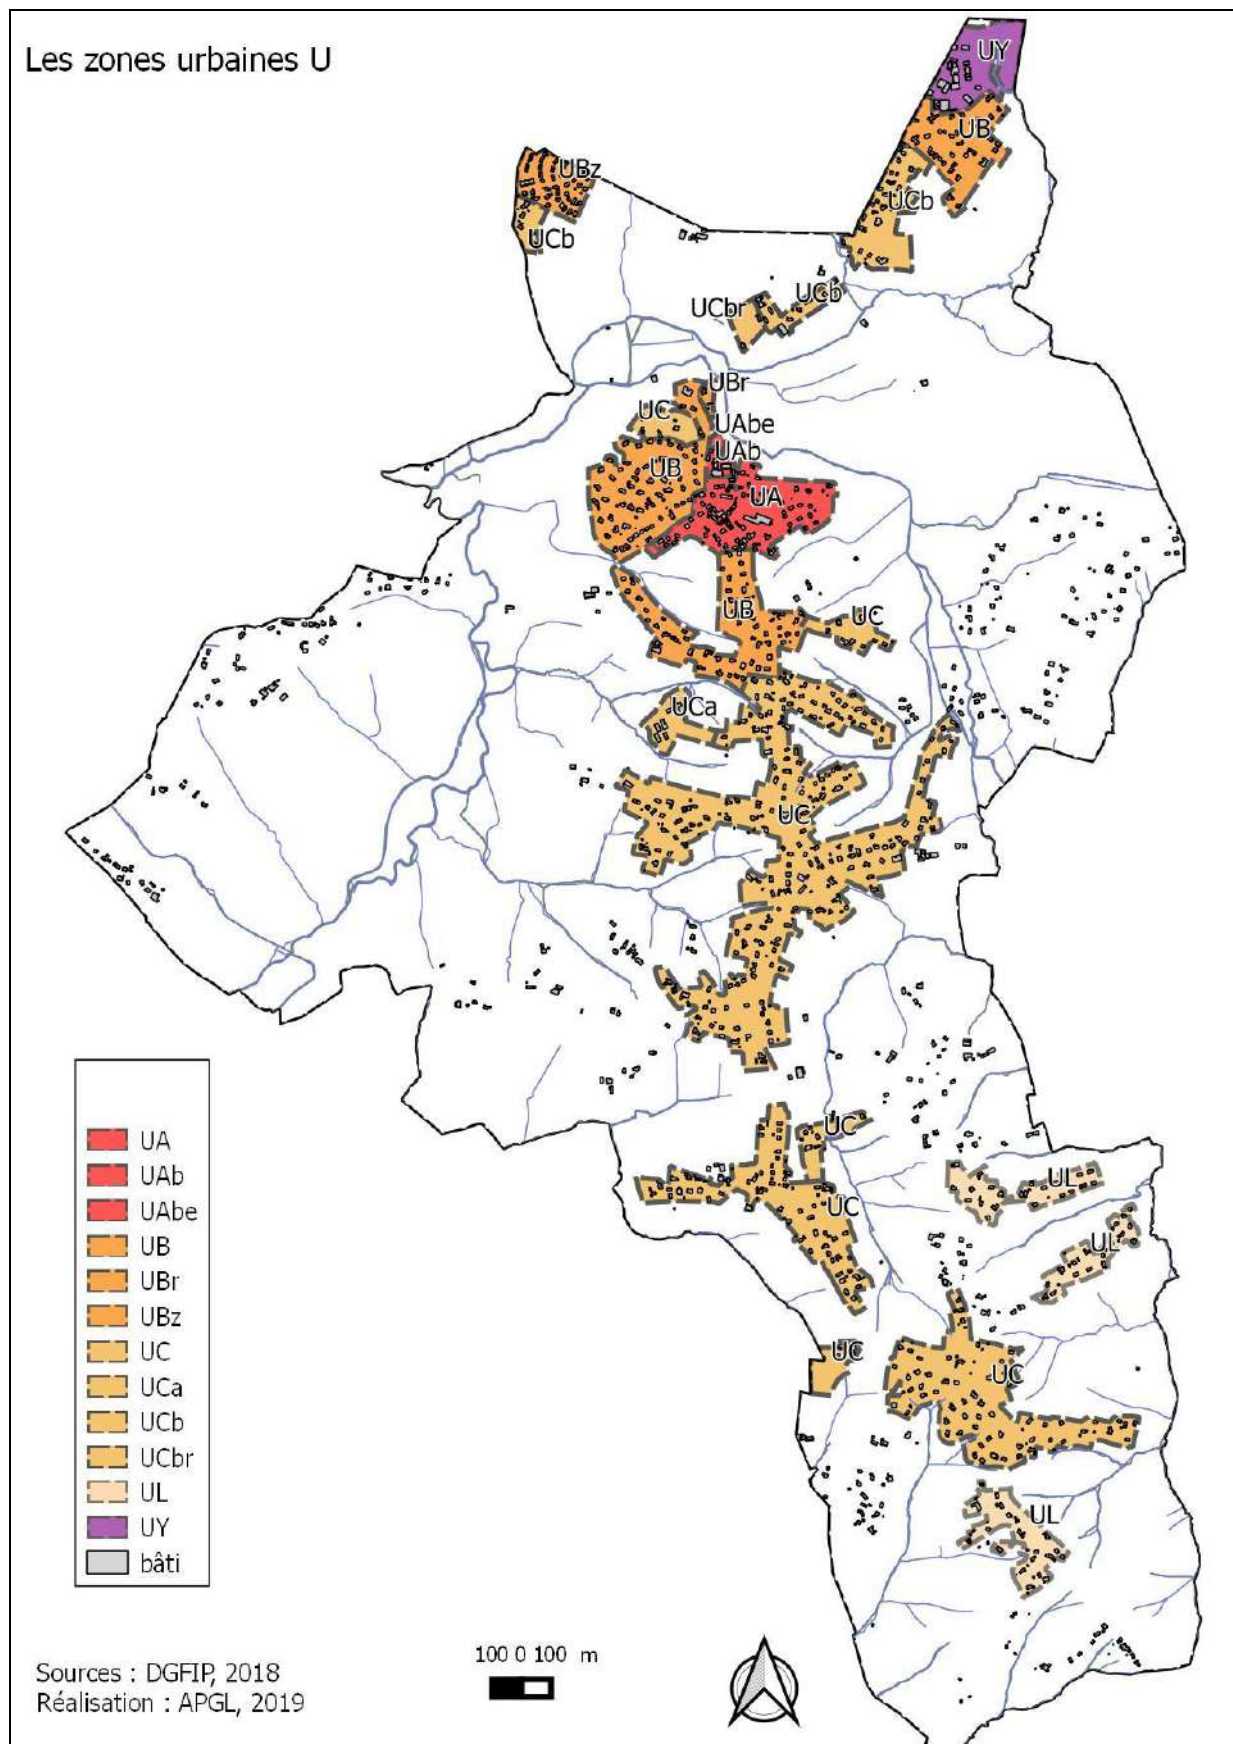 Les zones urbaines U
UY
UB
UBz
UCb
UCb
UCb
UCbr
UBr
UC
UAbe
UAb
UB
UA
UB
UC
UCa
UC
UC
UL
UC
UL
UC
UC
UL
UA
UAb
UAbe
UB
UBr
UBz
UC
UCa
UCb
UCbr
UL
UY
bâti
Sources : DGFIP, 2018
Réalisation : APGL, 2019
100 0 100 m